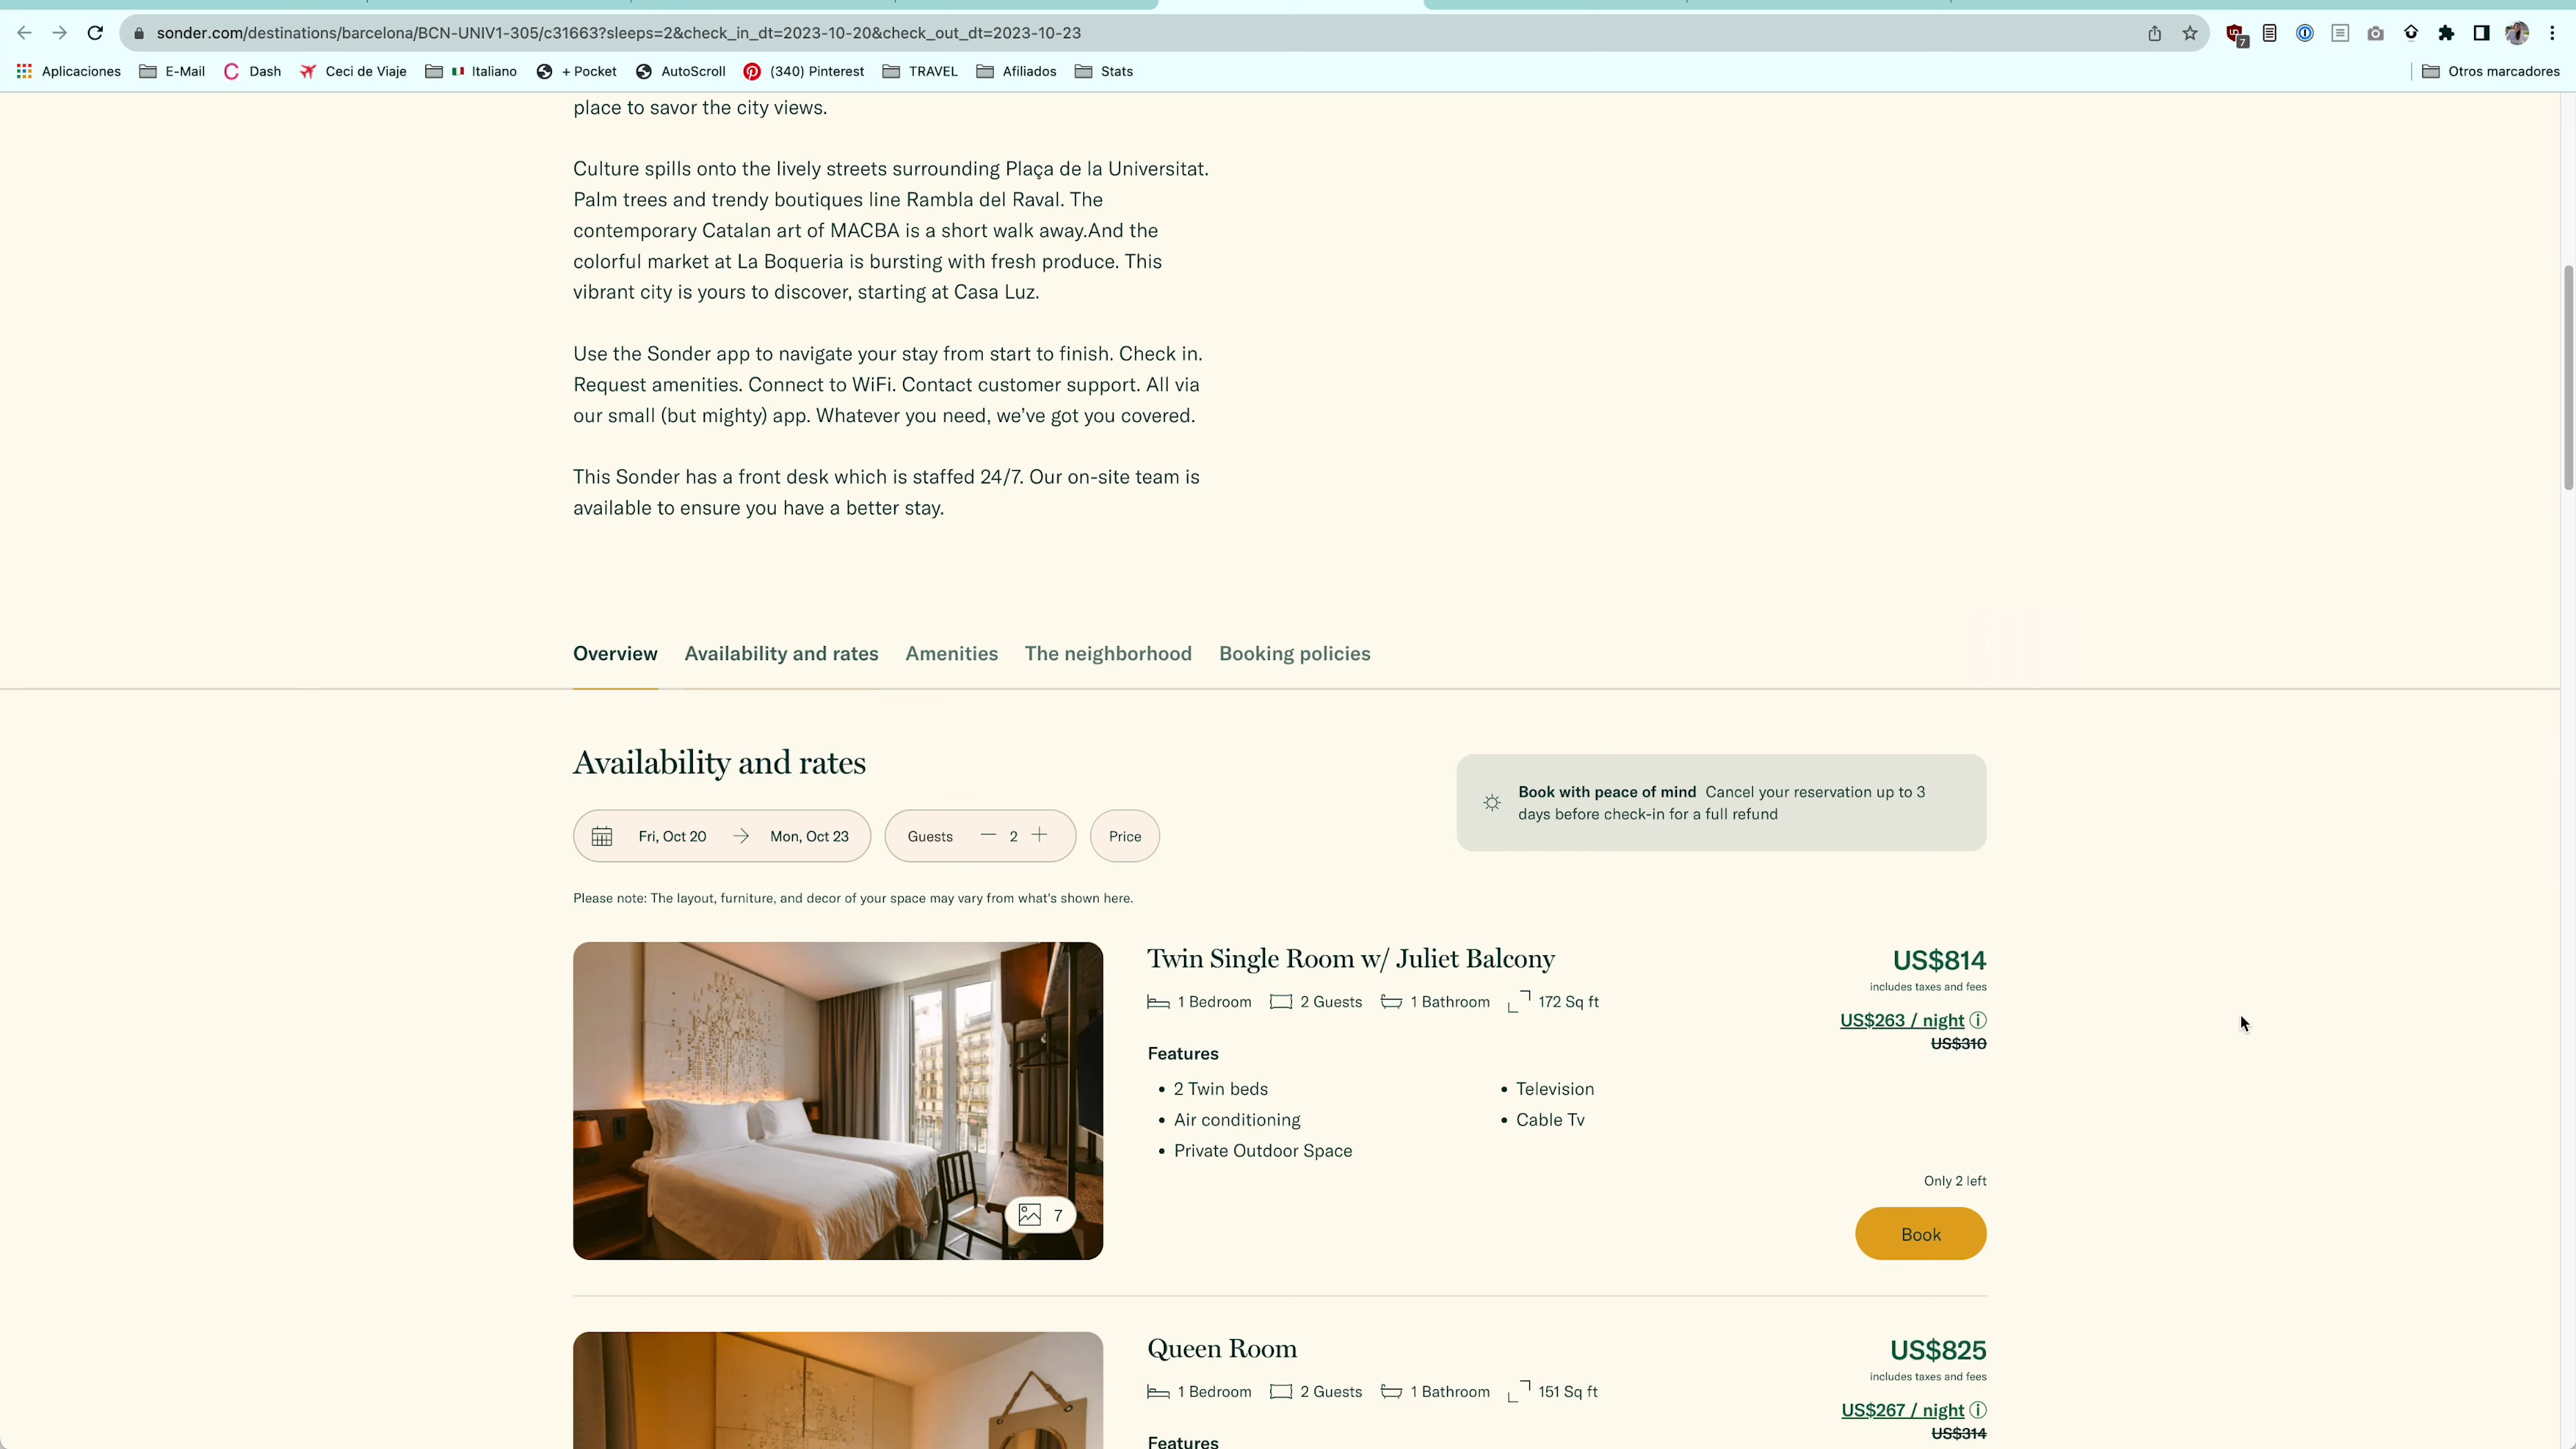 sonder.com/destinations/barcelona/BCN-UNIV1-305/c31663?sleeps=2&check_in_dt=2023-10-20&check_out_dt=2023-10-23
7
Aplicaciones E-Mail Dash Ceci de Viaje Italiano + Pocket AutoScroll (340) Pinterest TRAVEL Afiliados Stats Otros marcadores
place to savor the city views.
Culture spills onto the lively streets surrounding Plaça de la Universitat.
Palm trees and trendy boutiques line Rambla del Raval. The
contemporary Catalan art of MACBA is a short walk away.And the
colorful market at La Boqueria is bursting with fresh produce. This
vibrant city is yours to discover, starting at Casa Luz.
Use the Sonder app to navigate your stay from start to finish. Check in.
Request amenities. Connect to WiFi. Contact customer support. All via
our small (but mighty) app. Whatever you need, we've got you covered.
This Sonder has a front desk which is staffed 24/7. Our on-site team is
available to ensure you have a better stay.
Overview Availability and rates Amenities The neighborhood Booking policies
Availability and rates
Book with peace of mind Cancel your reservation up to 3
days before check-in for a full refund
Fri, Oct 20 Mon, Oct 23 Guests 2 Price
Please note: The layout, furniture, and decor of your space may vary from what's shown here.
7
Twin Single Room w/ Juliet Balcony
1 Bedroom 2 Guests 1 Bathroom 172 Sq ft
Features
2 Twin beds
Air conditioning
Private Outdoor Space
Television
Cable Tv
US$814
includes taxes and fees
US$263 / night
US$310
Only 2 left
Book
Queen Room
1 Bedroom 2 Guests 1 Bathroom 151 Sq ft
Features
US$825
includes taxes and fees
US$267 / night
US$314